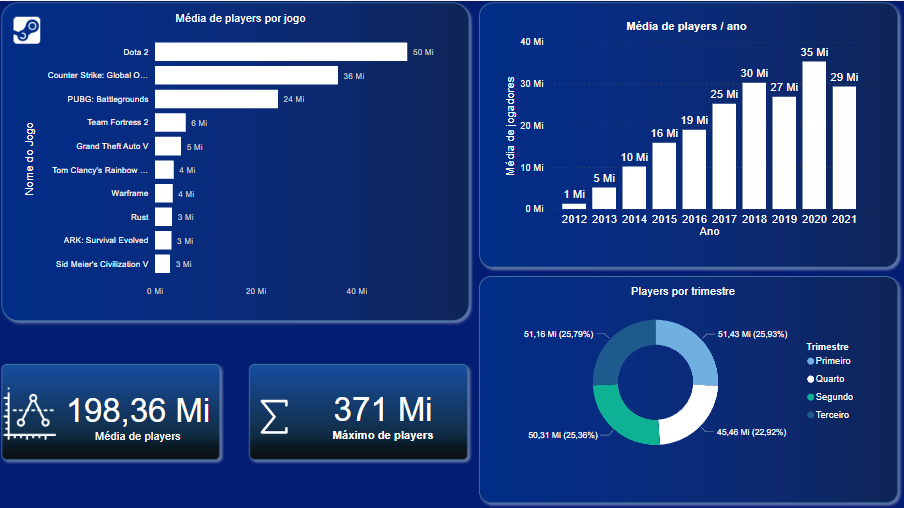 Média de players por jogo
Nome do Jogo
Dota 2
50 Mi
Counter Strike: Global O...
36 Mi
PUBG: Battlegrounds
24 Mi
Team Fortress 2
6 Mi
Grand Theft Auto V
5 Mi
Tom Clancy's Rainbow ...
4 Mi
Warframe
4 Mi
Rust
3 Mi
ARK: Survival Evolved
3 Mi
Sid Meier's Civilization V
3 Mi
0 Mi 20 Mi 40 Mi
Média de players / ano
Média de jogadores
40 Mi
30 Mi
20 Mi
10 Mi
0 Mi
1 Mi
5 Mi
10 Mi
16 Mi
19 Mi
25 Mi
30 Mi
27 Mi
35 Mi
29 Mi
2012 2013 2014 2015 2016 2017 2018 2019 2020 2021
Ano
198,36 Mi
Média de players
371 Mi
Máximo de players
Players por trimestre
51,16 Mi (25,79%)
51,43 Mi (25,93%)
50,31 Mi (25,36%)
45,46 Mi (22,92%)
Trimestre
Primeiro
Quarto
Segundo
Terceiro